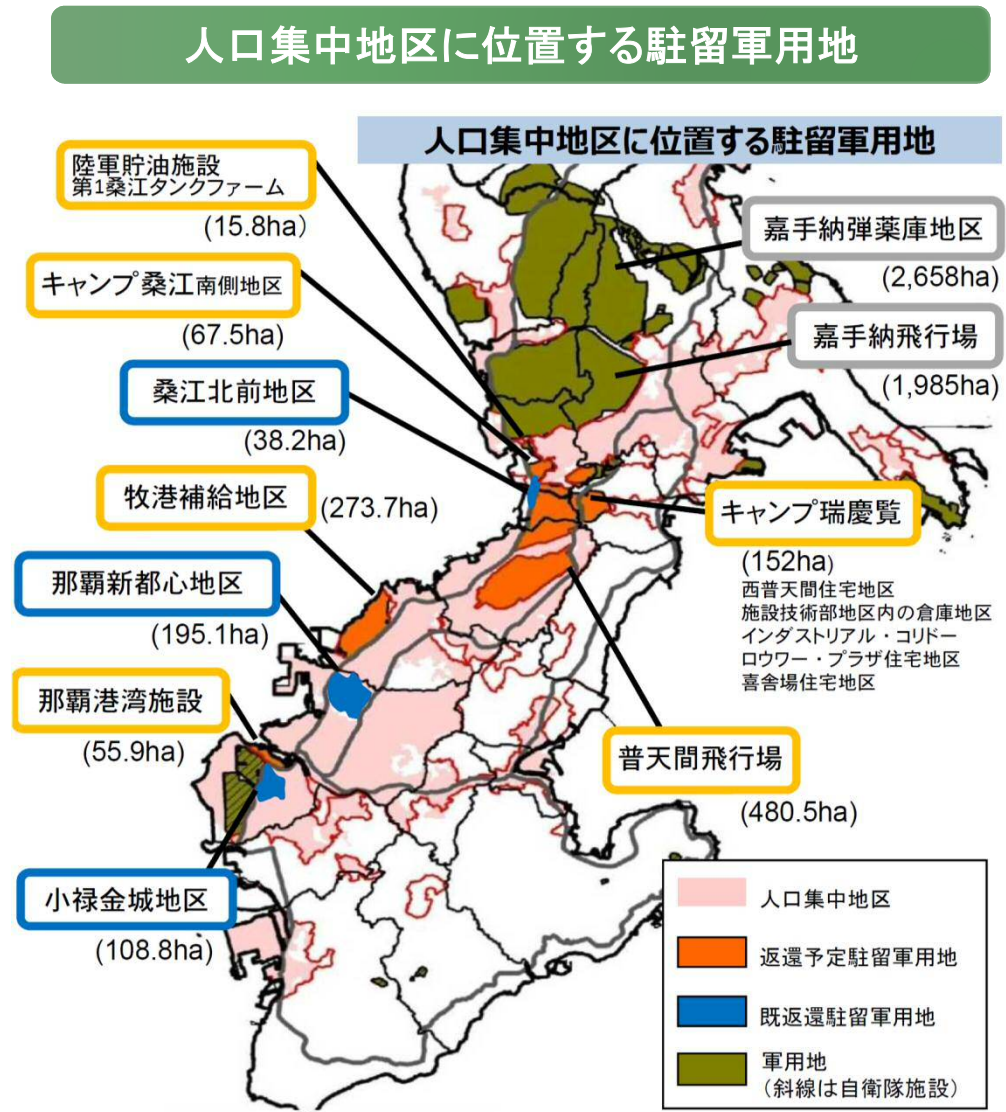 人口集中地区に位置する駐留軍用地
人口集中地区に位置する駐留軍用地
陸軍貯油施設
第1桑江タンクファーム
(15.8ha)
キャンプ桑江南側地区
(67.5ha)
桑江北前地区
(38.2ha)
牧港補給地区
(273.7ha)
那覇新都心地区
(195.1ha)
那覇港湾施設
(55.9ha)
小禄金城地区
(108.8ha)
嘉手納弾薬庫地区
(2,658ha)
嘉手納飛行場
(1,985ha)
キャンプ瑞慶覧
(152ha)
西普天間住宅地区
施設技術部地区内の倉庫地区
インダストリアル・コリドー
ロウワー・プラザ住宅地区
喜舎場住宅地区
普天間飛行場
(480.5ha)
人口集中地区
返還予定駐留軍用地
既返還駐留軍用地
軍用地
(斜線は自衛隊施設)